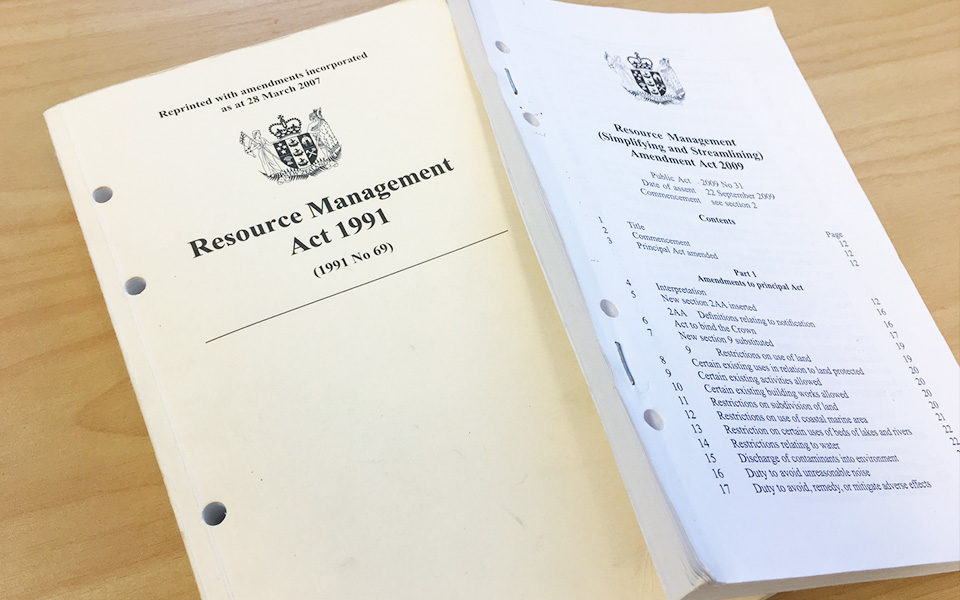 Reprinted with amendments incorporated
as at 28 March 2007
Resource Management
Act 1991
(1991 No 69)
Resource Management
(Simplifying and Streamlining)
Amendment Act 2009
Public Act 2009 No 31
Date of assent 22 September 2009
Commencement see section 2
Contents
Page
1 Title 12
2 Commencement 12
3 Principal Act amended 12
Part 1
Amendments to principal Act
4 Interpretation 12
5 New section 2AA inserted 16
2AA Definitions relating to notification 16
6 Act to bind the Crown 17
7 New section 9 substituted 19
9 Restrictions on use of land 19
8 Certain existing uses in relation to land protected 20
9 Certain existing activities allowed 20
10 Certain existing building works allowed 20
11 Restrictions on subdivision of land 20
12 Restrictions on use of coastal marine area 21
13 Restriction on certain uses of beds of lakes and rivers 22
14 Restrictions relating to water 22
15 Discharge of contaminants into environment
16 Duty to avoid unreasonable noise
17 Duty to avoid, remedy, or mitigate adverse effects